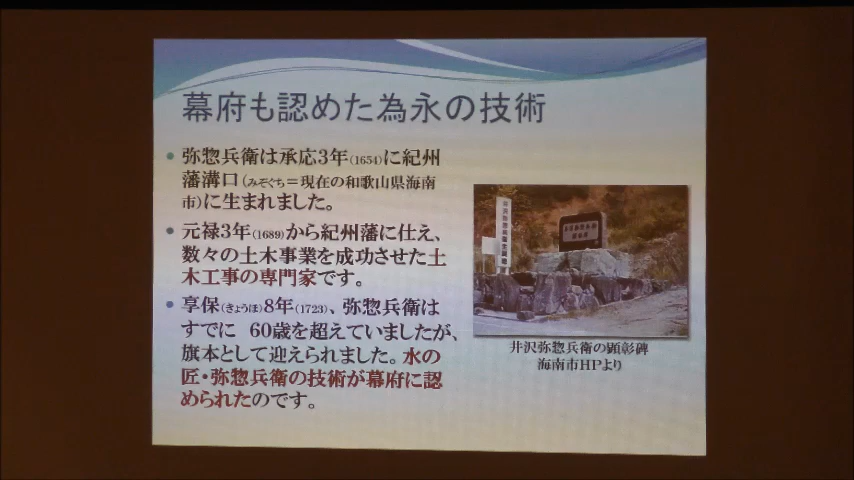 幕府も認めた為永の技術
• 弥惣兵衛は承応3年(1654)に紀州
藩溝口(みぞぐち=現在の和歌山県海南
市)に生まれました。
• 元禄3年(1689)から紀州藩に仕え、
数々の土木事業を成功させた土
木工事の専門家です。
• 享保(きょうほ)8年(1723)、弥惣兵衛は
すでに 60歳を超えていましたが、
旗本として迎えられました。水の
匠・弥惣兵衛の技術が幕府に認
められたのです。
井沢弥惣兵衛の顕彰碑
海南市HPより